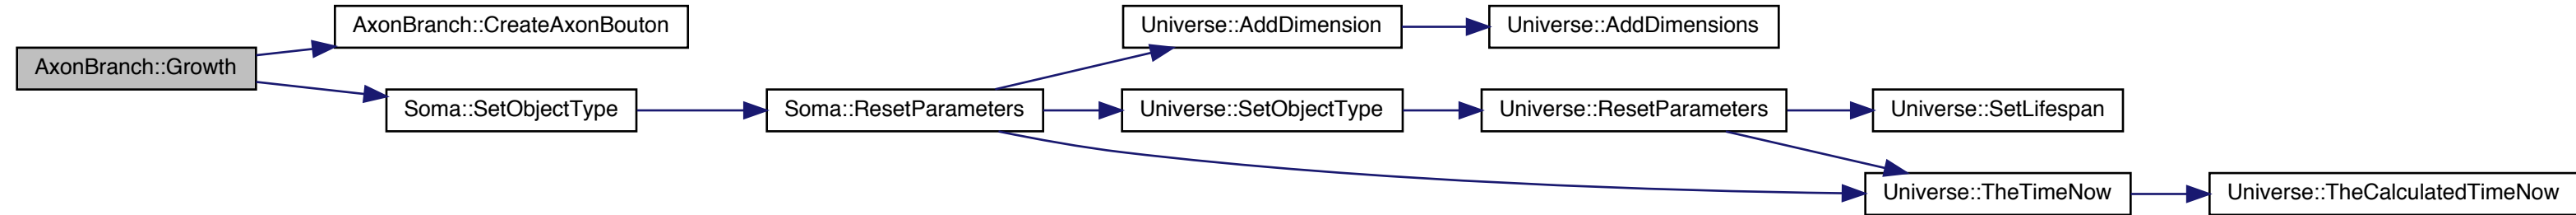 AxonBranch::Growth
AxonBranch::CreateAxonBouton
Soma::SetObjectType
Soma::ResetParameters
Universe::AddDimension
Universe::AddDimensions
Universe::SetObjectType
Universe::ResetParameters
Universe::SetLifespan
Universe::TheTimeNow
Universe::TheCalculatedTimeNow